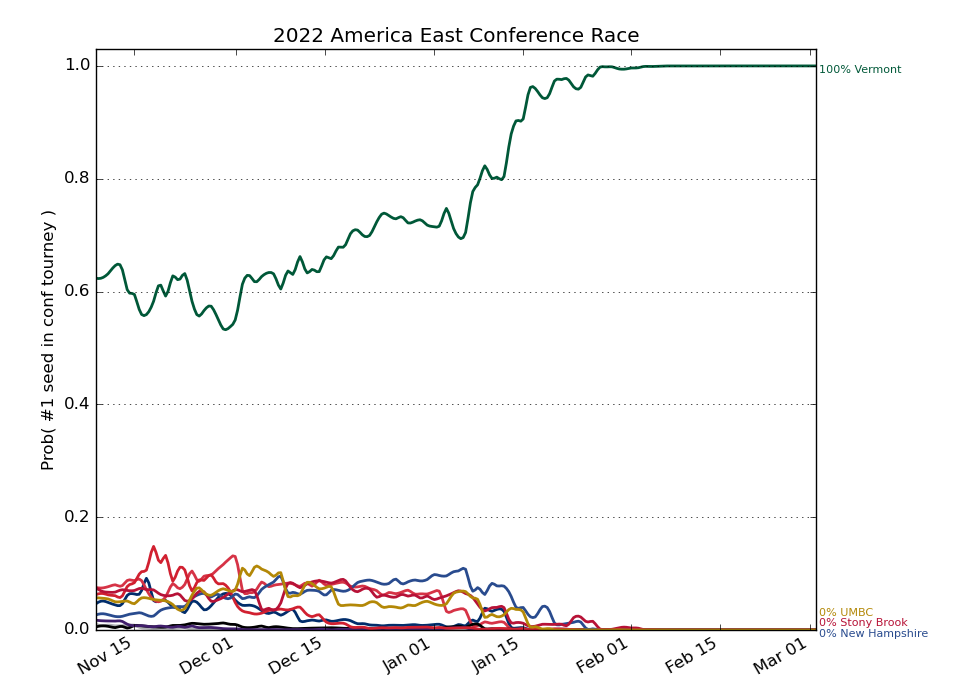 2022 America East Conference Race
Prob( #1 seed in conf tourney )
1.0
0.8
0.6
0.4
0.2
0.0
100% Vermont
0% UMBC
0% Stony Brook
0% New Hampshire
Nov 15
Dec 01
Dec 15
Jan 01
Jan 15
Feb 01
Feb 15
Mar 01